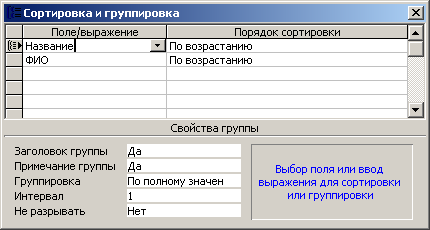 Сортировка и группировка
Поле/выражение Порядок сортировки
Название По возрастанию
ФИО По возрастанию
Свойства группы
Заголовок группы Да
Примечание группы Да
Группировка По полному значен
Интервал 1
Не разрывать Нет
Выбор поля или ввод
выражения для сортировки
или группировки